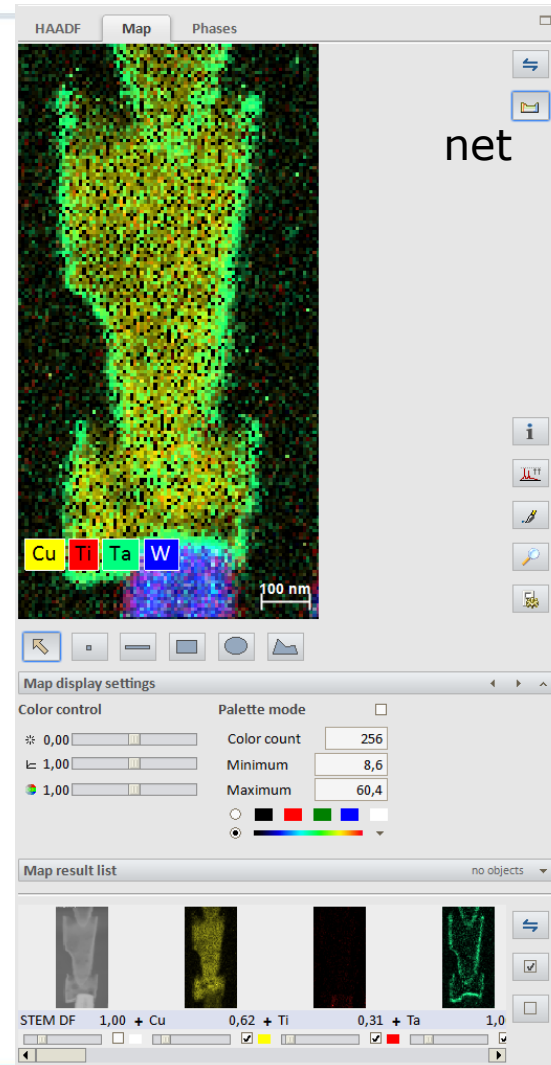 HAADF Map Phases
net
i
Cu Ti Ta W
100 nm
Map display settings
Color control Palette mode
0,00 Color count 256
1,00 Minimum 8,6
1,00 Maximum 60,4
Map result list no objects
STEM DF 1,00 + Cu 0,62 + Ti 0,31 + Ta 1,0